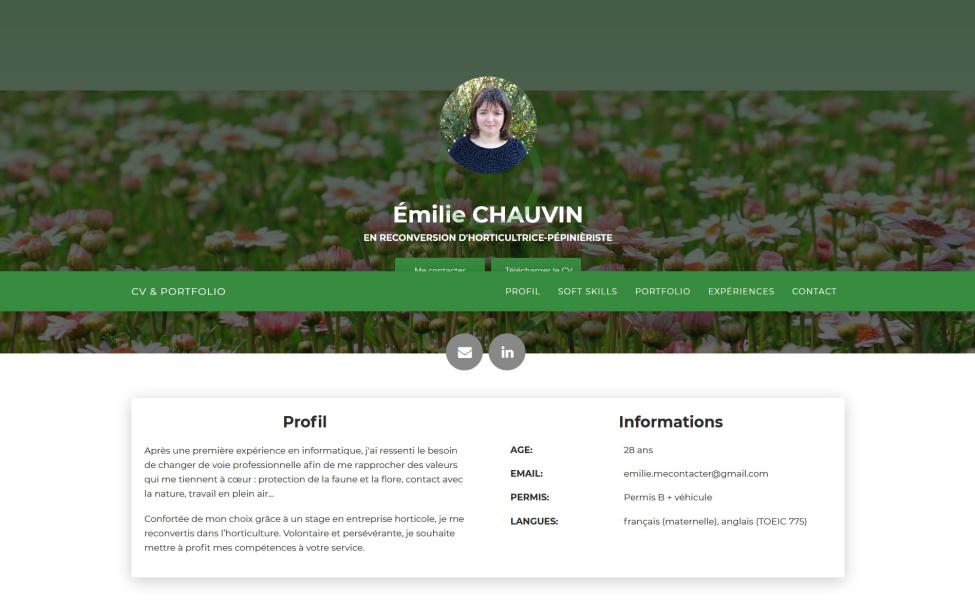 Émilie CHAUVIN
EN RECONVERSION D'HORTICULTRICE-PÉPINIÈRISTE
Me contacter
Télécharger le CV
CV & PORTFOLIO
PROFIL
SOFT SKILLS
PORTFOLIO
EXPÉRIENCES
CONTACT
in
Profil
Après une première expérience en informatique, j'ai ressenti le besoin
de changer de voie professionnelle afin de me rapprocher des valeurs
qui me tiennent à cœur : protection de la faune et la flore, contact avec
la nature, travail en plein air...
Confortée de mon choix grâce à un stage en entreprise horticole, je me
reconvertis dans l'horticulture. Volontaire et persévérante, je souhaite
mettre à profit mes compétences à votre service.
Informations
AGE: 28 ans
EMAIL: emilie.mecontacter@gmail.com
PERMIS: Permis B + véhicule
LANGUES: français (maternelle), anglais (TOEIC 775)